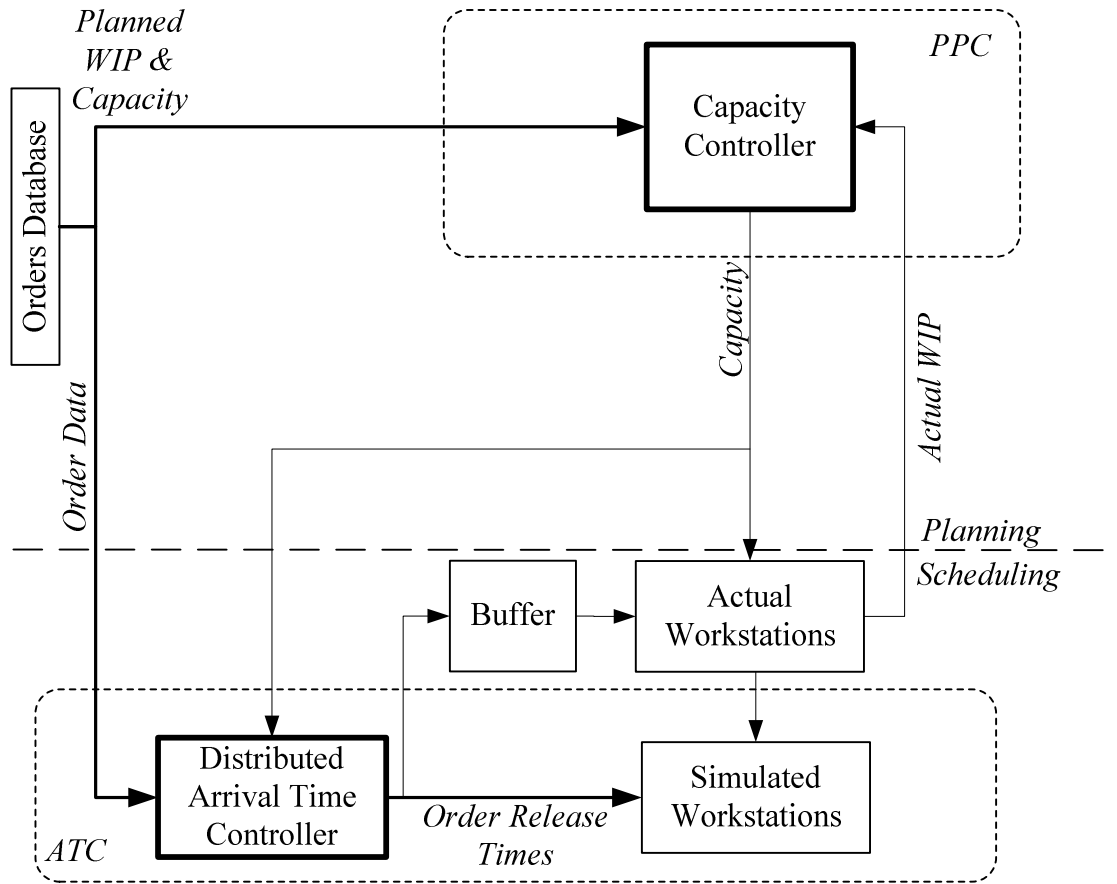 Planned
WIP &
Capacity
PPC
Capacity
Controller
Orders Database
Capacity
Actual WIP
Order Data
Planning
Scheduling
Buffer
Actual
Workstations
Distributed
Arrival Time
Controller
Order Release
Times
Simulated
Workstations
ATC